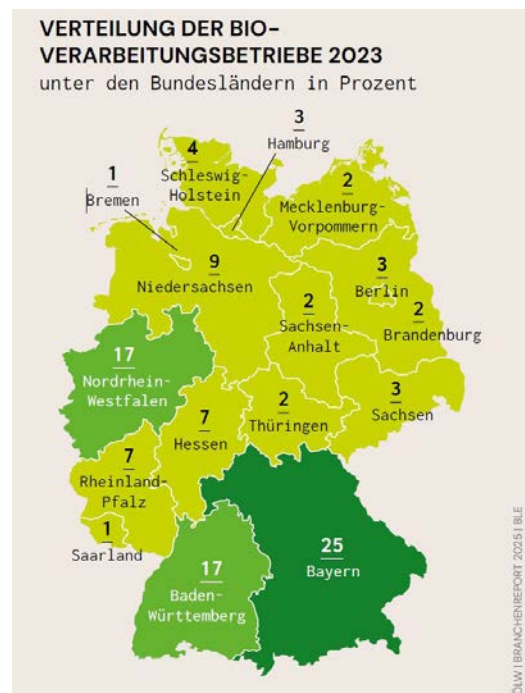 VERTEILUNG DER BIO-
VERARBEITUNGSBETRIEBE 2023
unter den Bundesländern in Prozent
3
Hamburg
4
Schleswig-
Holstein
1
Bremen
2
Mecklenburg-
Vorpommern
9
Niedersachsen
3
Berlin
2
Sachsen-
Anhalt
2
Brandenburg
17
Nordrhein-
Westfalen
7
Hessen
2
Thüringen
3
Sachsen
7
Rheinland-
Pfalz
1
Saarland
17
Baden-
Württemberg
25
Bayern
BRANCHENREPORT 2025 | BLE